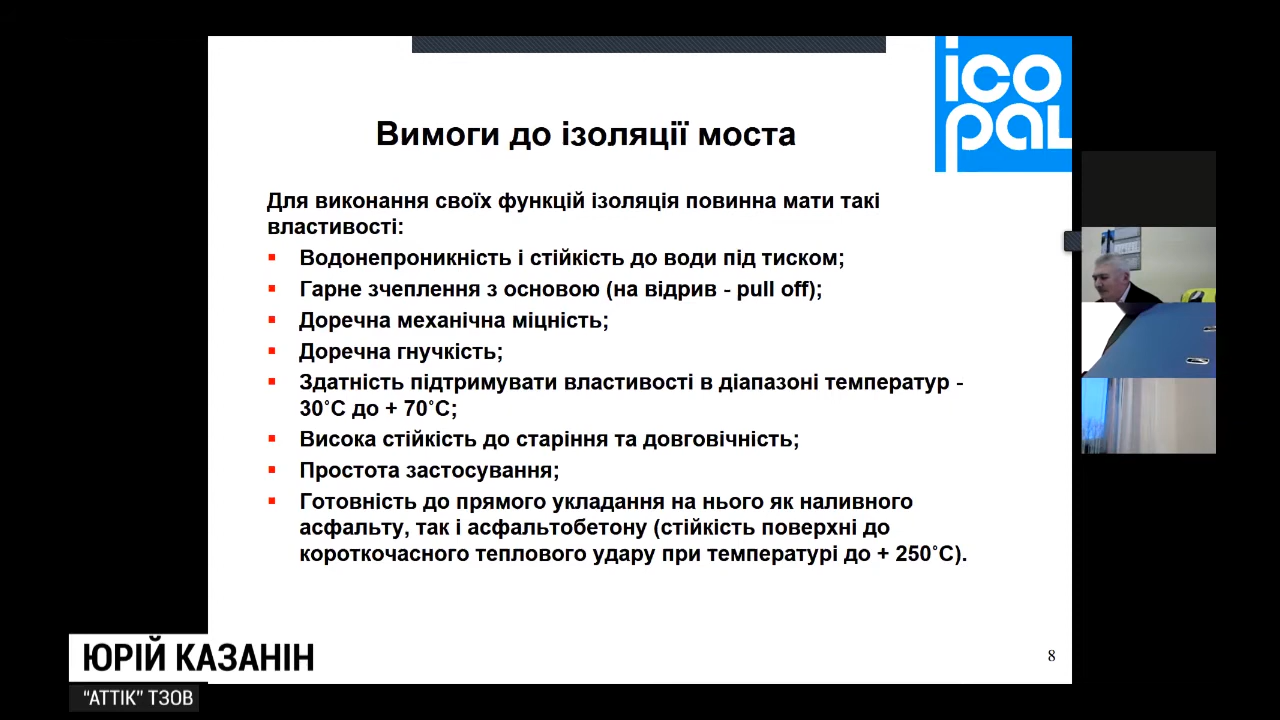 ico
pal
Вимоги до ізоляції моста
Для виконання своїх функцій ізоляція повинна мати такі
властивості:
Водонепроникність і стійкість до води під тиском;
Гарне зчеплення з основою (на відрив - pull off);
Доречна механічна міцність;
Доречна гнучкість;
Здатність підтримувати властивості в діапазоні температур -
30˚С до + 70˚С;
Висока стійкість до старіння та довговічність;
Простота застосування;
Готовність до прямого укладання на нього як наливного
асфальту, так і асфальтобетону (стійкість поверхні до
короткочасного теплового удару при температурі до + 250˚С).
8
ЮРІЙ КАЗАНІН
“АТТІК” ТЗОВ